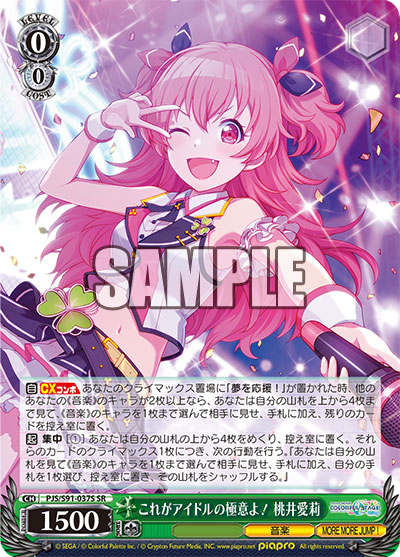 LEVEL
0
0
COST
SAMPLE
自 CXコンボ あなたのクライマックス置場に「夢を応援！」が置かれた時、他の
あなたの《音楽》のキャラが2枚以上なら、あなたは自分の山札を上から4枚ま
で見て、《音楽》のキャラを1枚まで選んで相手に見せ、手札に加え、残りのカー
ドを控え室に置く。
起 集中 [①] あなたは自分の山札の上から4枚をめくり、控え室に置く。それ
らのカードのクライマックス1枚につき、次の行動を行う。『あなたは自分の山札
を見て《音楽》のキャラを1枚まで選んで相手に見せ、手札に加え、自分の手
札を1枚選び、控え室に置き、その山札をシャッフルする。』
CH PJS/S91-037S SR
これがアイドルの極意よ！ 桃井愛莉
COLORFUL STAGE!
POWER
1500
音楽
MORE MORE JUMP！
© SEGA / © Colorful Palette Inc. / © Crypton Future Media, INC. www.piapro.net piapro All rights reserved.